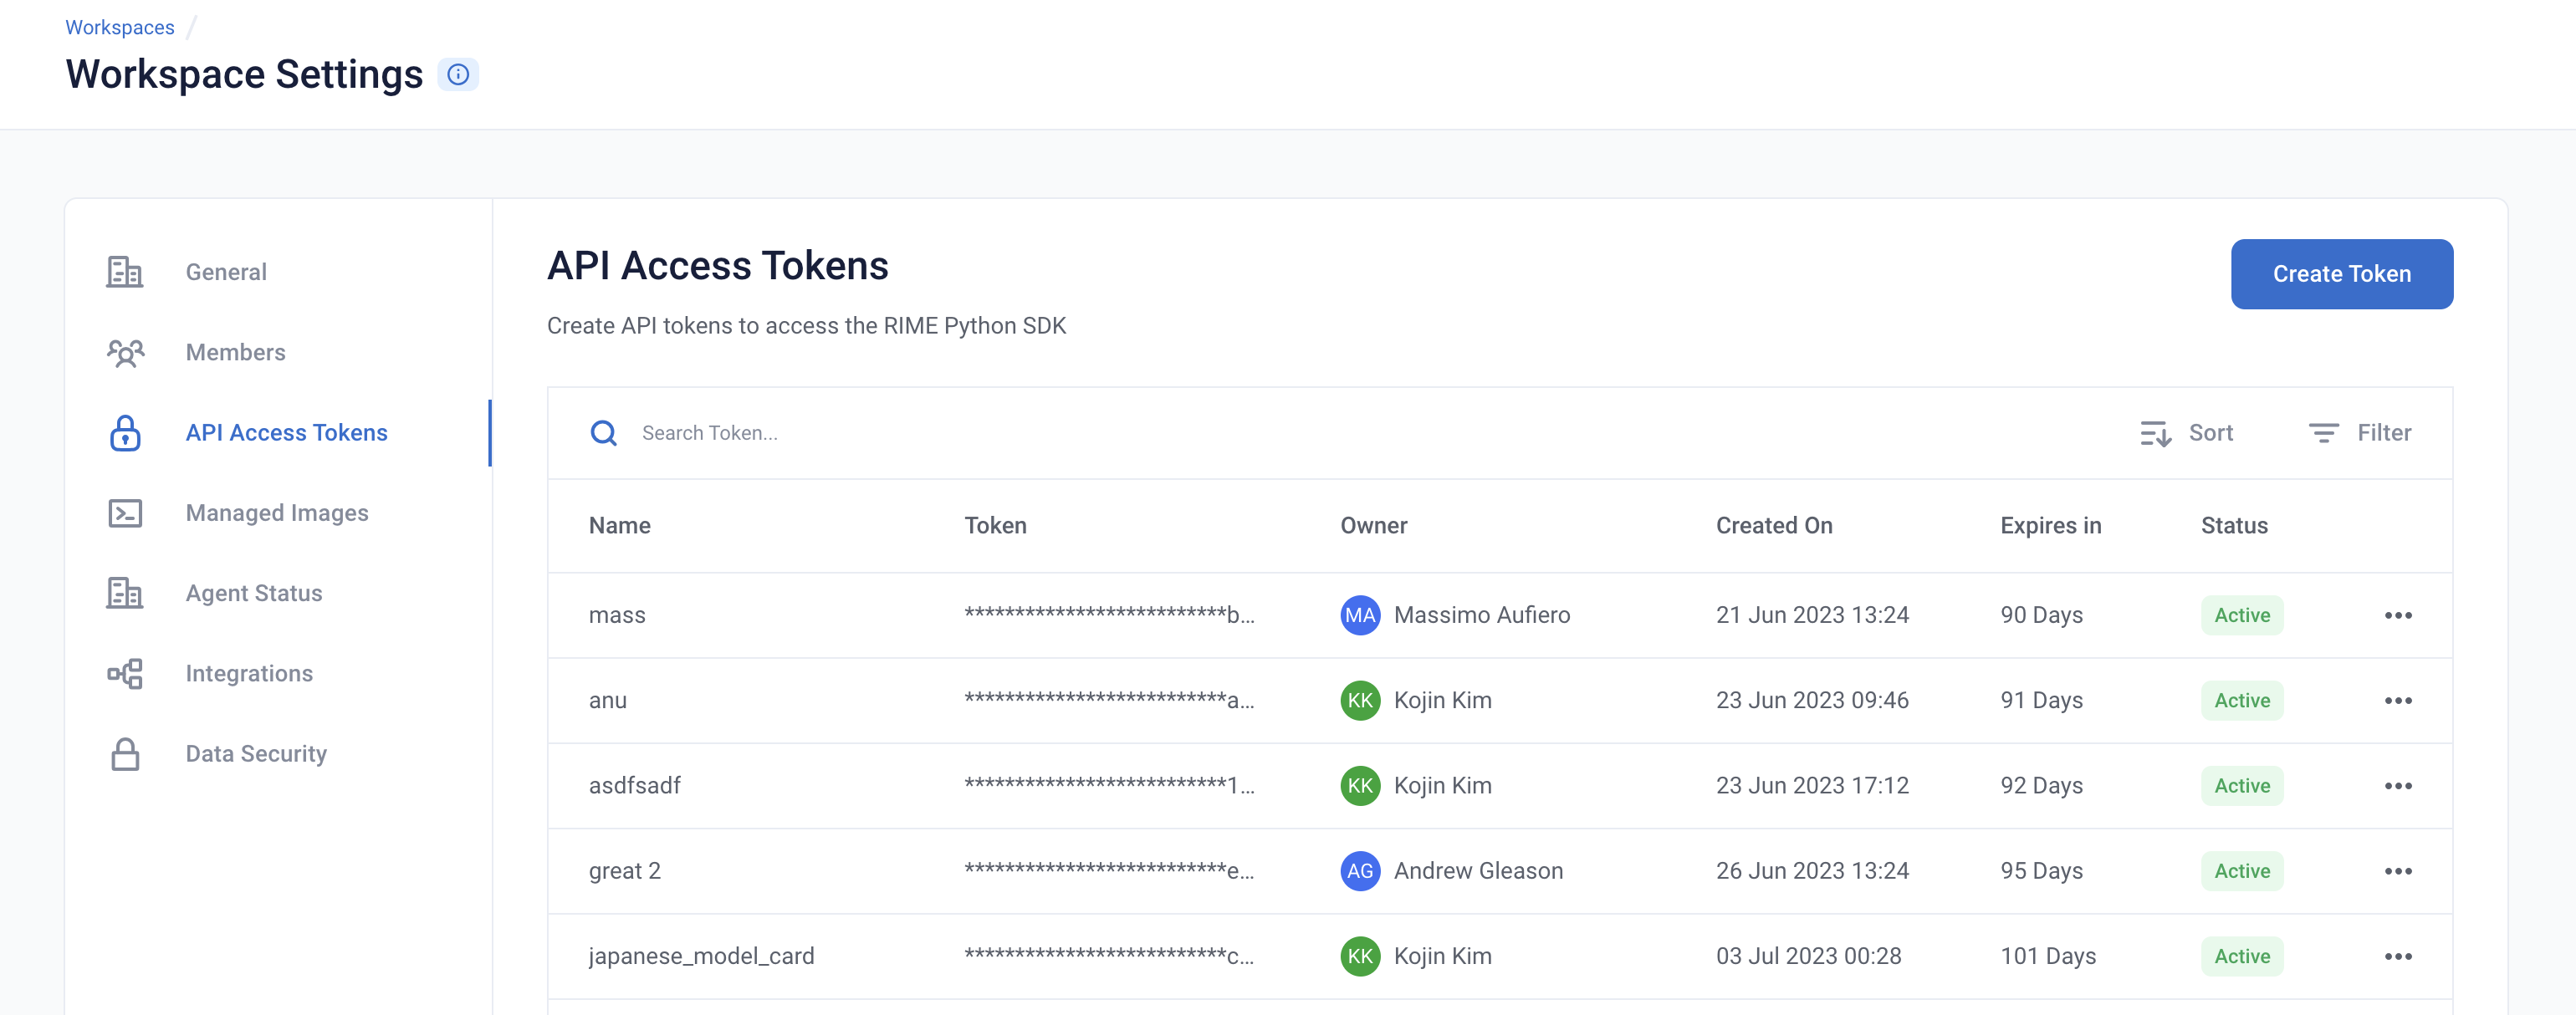 Workspaces /
Workspace Settings
General
Members
API Access Tokens
Managed Images
Agent Status
Integrations
Data Security
API Access Tokens
Create API tokens to access the RIME Python SDK
Create Token
Search Token...
Sort
Filter
Name Token Owner Created On Expires in Status
mass **************************b... MA Massimo Aufiero 21 Jun 2023 13:24 90 Days Active
anu **************************a... KK Kojin Kim 23 Jun 2023 09:46 91 Days Active
asdfsadf **************************1... KK Kojin Kim 23 Jun 2023 17:12 92 Days Active
great 2 **************************e... AG Andrew Gleason 26 Jun 2023 13:24 95 Days Active
japanese_model_card **************************c... KK Kojin Kim 03 Jul 2023 00:28 101 Days Active